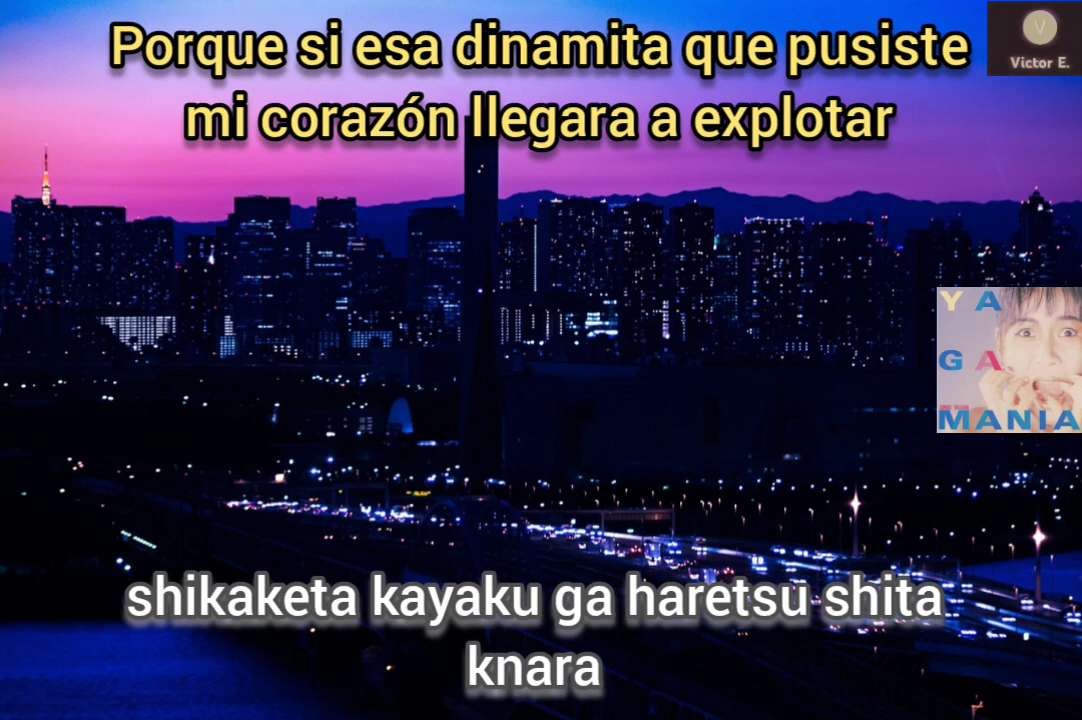 Porque si esa dinamita que pusiste
mi corazón llegara a explotar
V
Victor E.
Y A
G A
MANIA
shikaketa kayaku ga haretsu shita
knara